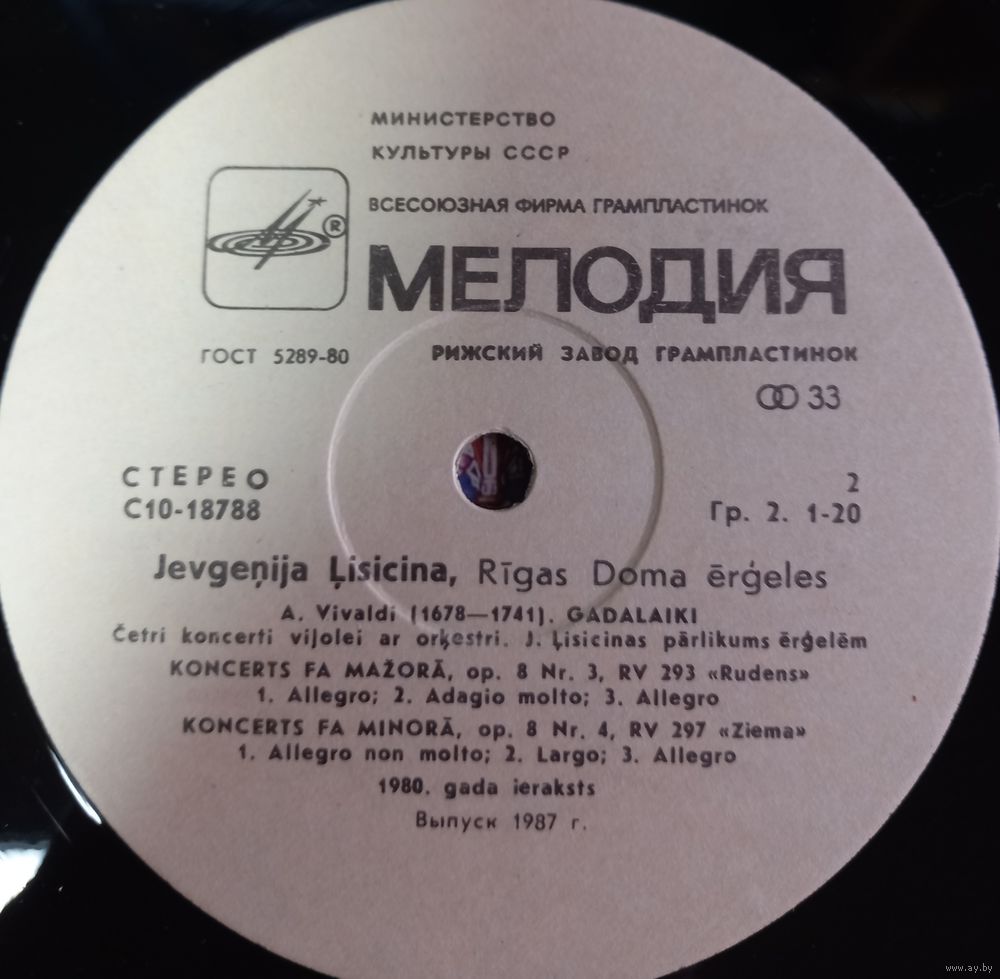 МИНИСТЕРСТВО
КУЛЬТУРЫ СССР
ВСЕСОЮЗНАЯ ФИРМА ГРАМПЛАСТИНОК
®
МЕЛОДИЯ
ГОСТ 5289-80
РИЖСКИЙ ЗАВОД ГРАМПЛАСТИНОК
33
СТЕРЕО
2
С10-18788
Гр. 2. 1-20
Jevgeņija Ļisicina, Rīgas Doma ērģeles
A. Vivaldi (1678—1741). GADALAIKI
Četri koncerti vijolei ar orķestri. J. Ļisicinas pārlikums ērģelēm
KONCERTS FA MAŽORĀ, op. 8 Nr. 3, RV 293 «Rudens»
1. Allegro; 2. Adagio molto; 3. Allegro
KONCERTS FA MINORĀ, op. 8 Nr. 4, RV 297 «Ziema»
1. Allegro non molto; 2. Largo; 3. Allegro
1980. gada ieraksts
Выпуск 1987 г.
www.ay.by